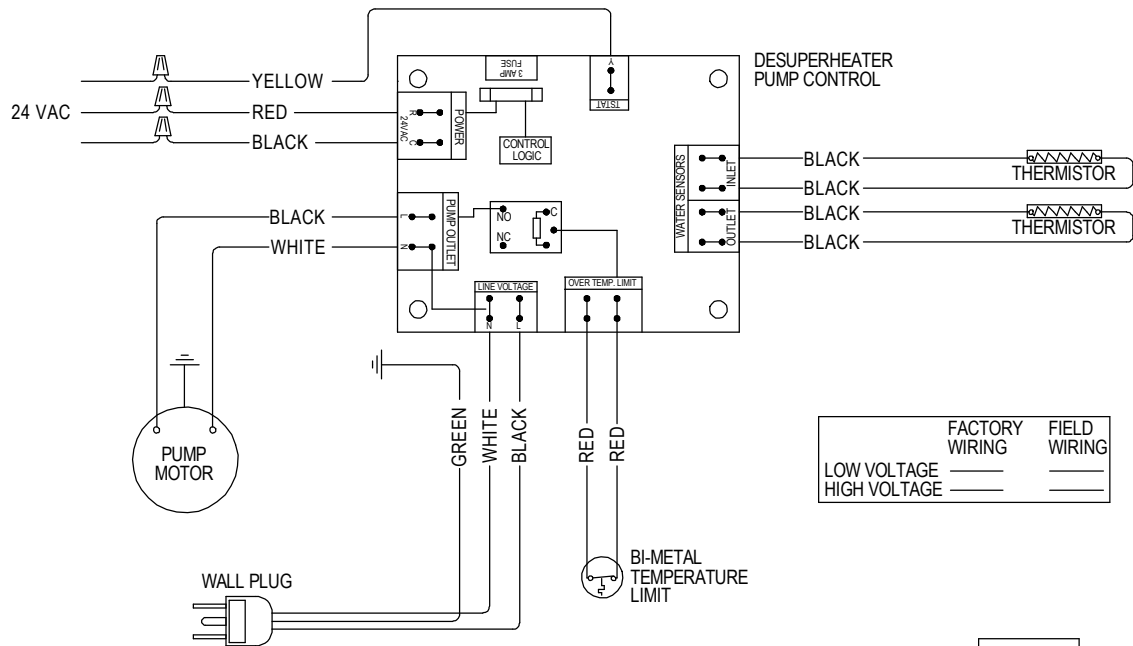 YELLOW
24 VAC
RED
BLACK
3 AMP
FUSE
Y
TSTAT
DESUPERHEATER
PUMP CONTROL
R
C
24VAC
POWER
CONTROL
LOGIC
WATER SENSORS
INLET
OUTLET
BLACK
THERMISTOR
BLACK
BLACK
THERMISTOR
BLACK
BLACK
WHITE
L
N
PUMP OUTLET
NO
C
NC
LINE VOLTAGE
N
L
OVER TEMP. LIMIT
GREEN
WHITE
BLACK
RED
RED
PUMP
MOTOR
FACTORY FIELD
WIRING WIRING
LOW VOLTAGE
HIGH VOLTAGE
BI-METAL
TEMPERATURE
LIMIT
WALL PLUG